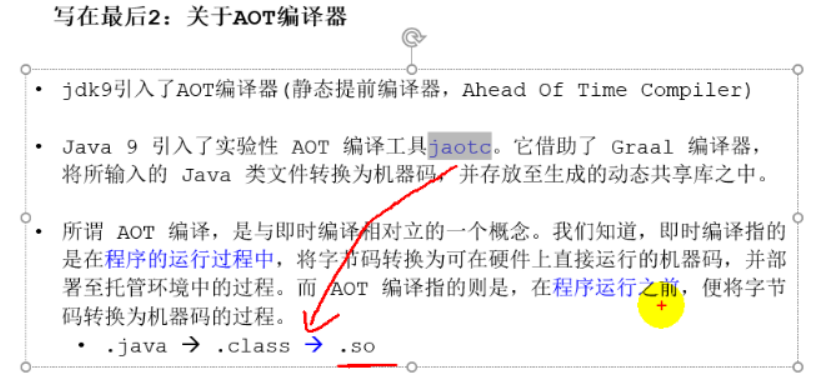 写在最后2：关于AOT编译器
• jdk9引入了AOT编译器(静态提前编译器，Ahead Of Time Compiler)
• Java 9 引入了实验性 AOT 编译工具jaotc。它借助了 Graal 编译器，
将所输入的 Java 类文件转换为机器码，并存放至生成的动态共享库之中。
• 所谓 AOT 编译，是与即时编译相对立的一个概念。我们知道，即时编译指的
是在程序的运行过程中，将字节码转换为可在硬件上直接运行的机器码，并部
署至托管环境中的过程。而 AOT 编译指的则是，在程序运行之前，便将字节
码转换为机器码的过程。
• .java → .class → .so